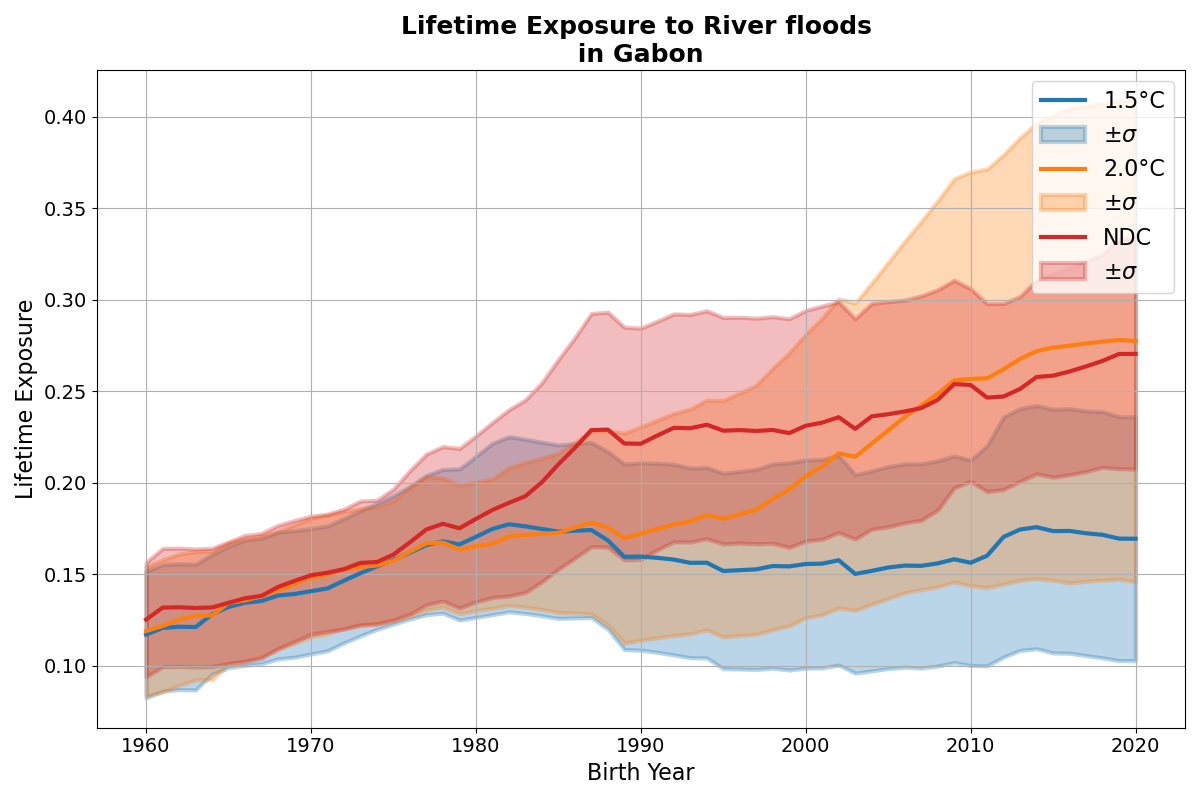 Lifetime Exposure to River floods
in Gabon
Lifetime Exposure
0.40
0.35
0.30
0.25
0.20
0.15
0.10
1960
1970
1980
1990
2000
2010
2020
Birth Year
1.5°C
±σ
2.0°C
±σ
NDC
±σ